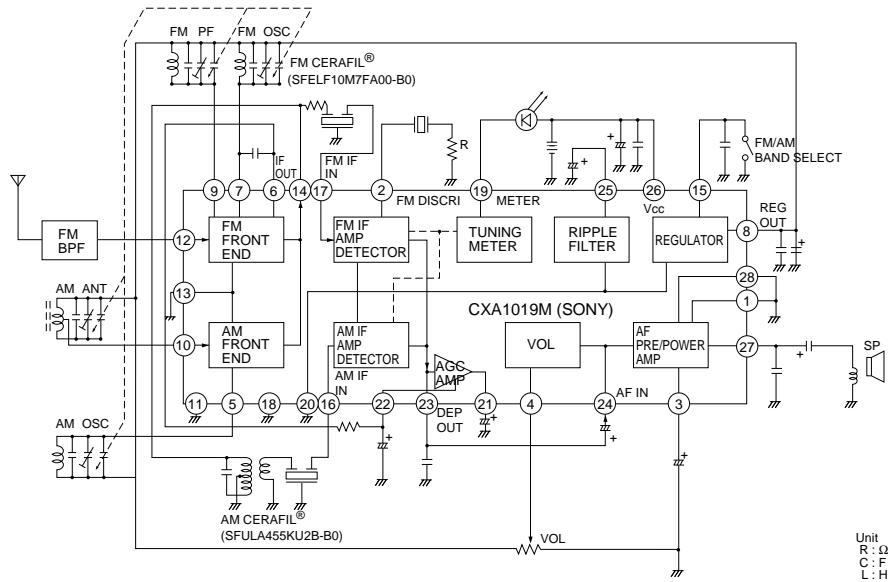 FM PF FM OSC
FM CERAFIL®
(SFELF10M7FA00-B0)
R
FM/AM
BAND SELECT
IF OUT
FM IF
IN
9 7 6 14 17 2 FM DISCRI 19 METER 25 26 15
Vcc
REG
OUT
8
FM
BPF
12
FM
FRONT
END
FM IF
AMP
DETECTOR
TUNING
METER
RIPPLE
FILTER
REGULATOR
28
13
CXA1019M (SONY)
1
AM ANT
10
AM
FRONT
END
AM IF
AMP
DETECTOR
AGC
AMP
VOL
AF
PRE/POWER
AMP
27
SP
AM IF
IN
11 5 18 20 16 22 23 21 4 24 AF IN 3
DEP
OUT
AM OSC
AM CERAFIL®
(SFULA455KU2B-B0)
VOL
Unit
R : Ω
C : F
L : H